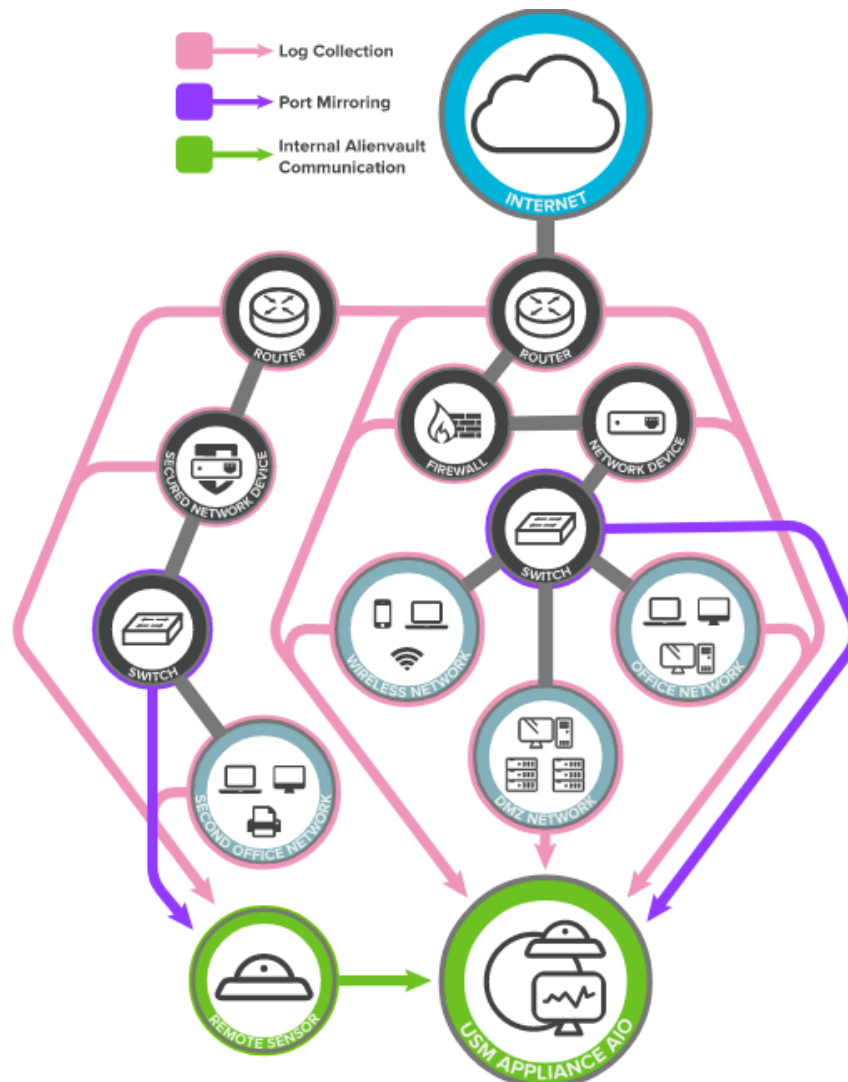 Log Collection
Port Mirroring
Internal Alienvault
Communication
INTERNET
ROUTER
ROUTER
FIREWALL
NETWORK DEVICE
SECURED NETWORK DEVICE
SWITCH
SWITCH
WIRELESS NETWORK
OFFICE NETWORK
DMZ NETWORK
SECOND OFFICE NETWORK
REMOTE SENSOR
USM APPLIANCE AIO